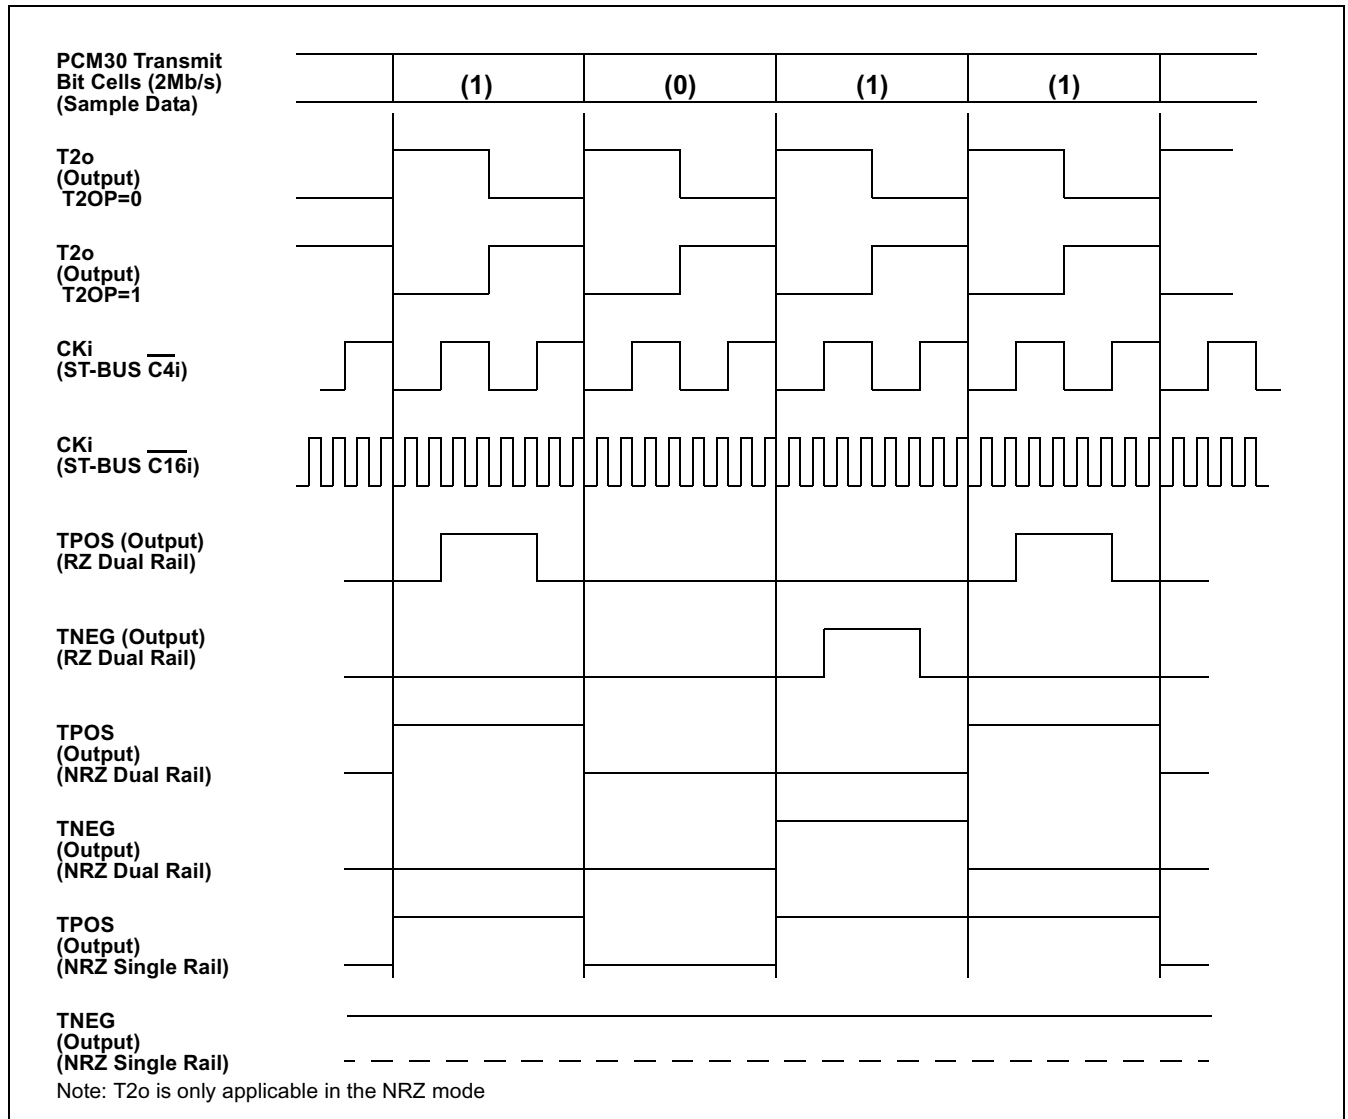 PCM30 Transmit
Bit Cells (2Mb/s)
(Sample Data)
(1) (0) (1) (1)
T2o
(Output)
T2OP=0
T2o
(Output)
T2OP=1
CKi
(ST-BUS C̅4̅i)
CKi
(ST-BUS C̅1̅6̅i)
TPOS (Output)
(RZ Dual Rail)
TNEG (Output)
(RZ Dual Rail)
TPOS
(Output)
(NRZ Dual Rail)
TNEG
(Output)
(NRZ Dual Rail)
TPOS
(Output)
(NRZ Single Rail)
TNEG
(Output)
(NRZ Single Rail)
Note: T2o is only applicable in the NRZ mode